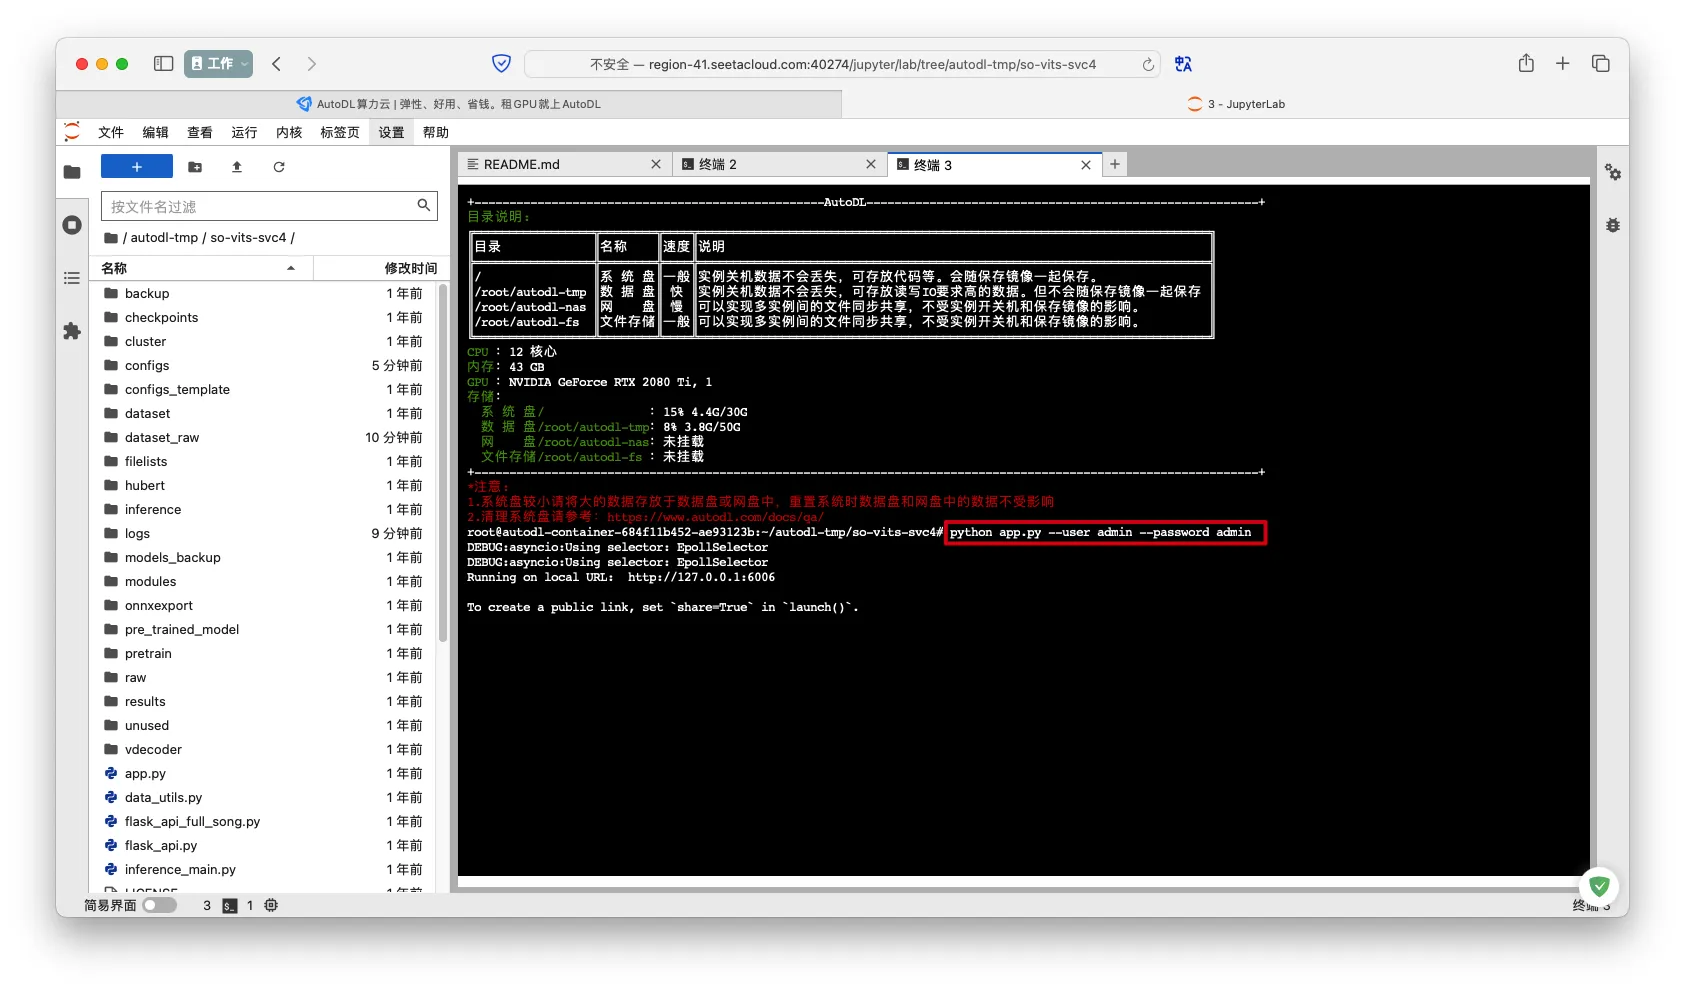 工作
不安全 — region-41.seetacloud.com:40274/jupyter/lab/tree/autodl-tmp/so-vits-svc4
AutoDL算力云 | 弹性、好用、省钱。租GPU就上AutoDL
3 - JupyterLab
文件 编辑 查看 运行 内核 标签页 设置 帮助
README.md
终端 2
终端 3
按文件名过滤
/ autodl-tmp / so-vits-svc4 /
名称 修改时间
backup 1 年前
checkpoints 1 年前
cluster 1 年前
configs 5 分钟前
configs_template 1 年前
dataset 1 年前
dataset_raw 10 分钟前
filelists 1 年前
hubert 1 年前
inference 1 年前
logs 9 分钟前
models_backup 1 年前
modules 1 年前
onnxexport 1 年前
pre_trained_model 1 年前
pretrain 1 年前
raw 1 年前
results 1 年前
unused 1 年前
vdecoder 1 年前
app.py 1 年前
data_utils.py 1 年前
flask_api_full_song.py 1 年前
flask_api.py 1 年前
inference_main.py 1 年前
LICENSE 1 年前
+--------------------------------------------------AutoDL--------------------------------------------------------+
目录说明:
目录 名称 速度 说明
/ 系 统 盘 一般 实例关机数据不会丢失，可存放代码等。会随保存镜像一起保存。
/root/autodl-tmp 数 据 盘 快 实例关机数据不会丢失，可存放读写IO要求高的数据。但不会随保存镜像一起保存
/root/autodl-nas 网 盘 慢 可以实现多实例间的文件同步共享，不受实例开关机和保存镜像的影响。
/root/autodl-fs 文件存储 一般 可以实现多实例间的文件同步共享，不受实例开关机和保存镜像的影响。
CPU : 12 核心
内存: 43 GB
GPU : NVIDIA GeForce RTX 2080 Ti, 1
存储:
系 统 盘/ : 15% 4.4G/30G
数 据 盘/root/autodl-tmp: 8% 3.8G/50G
网 盘/root/autodl-nas: 未挂载
文件存储/root/autodl-fs : 未挂载
+----------------------------------------------------------------------------------------------------------------+
*注意:
1.系统盘较小请将大的数据存放于数据盘或网盘中，重置系统时数据盘和网盘中的数据不受影响
2.清理系统盘请参考: https://www.autodl.com/docs/qa/
root@autodl-container-684f11b452-ae93123b:~/autodl-tmp/so-vits-svc4# python app.py --user admin --password admin
DEBUG:asyncio:Using selector: EpollSelector
DEBUG:asyncio:Using selector: EpollSelector
Running on local URL:  http://127.0.0.1:6006
To create a public link, set `share=True` in `launch()`.
简易界面 3 $_ 1
终端 3